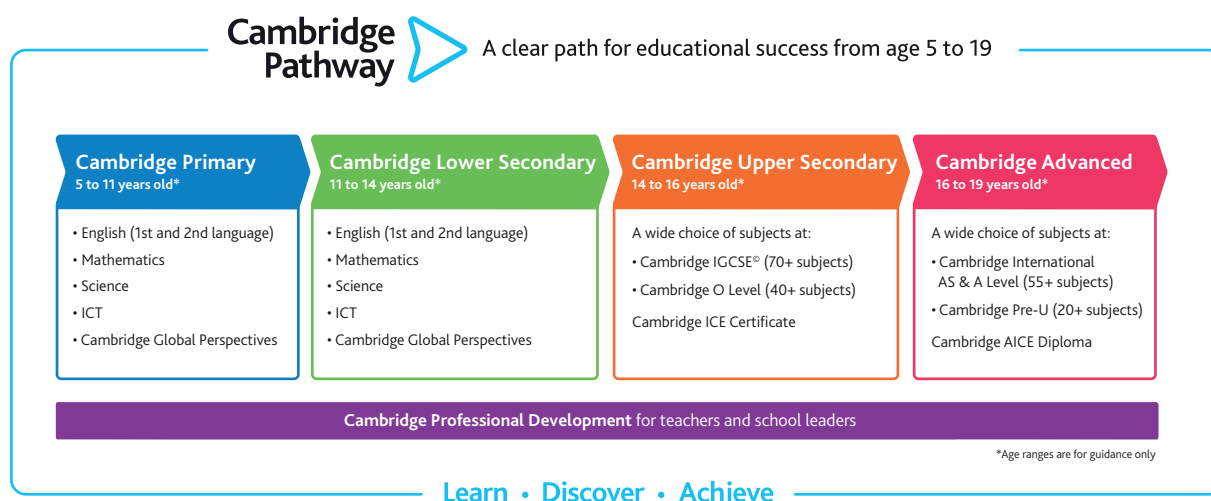 Cambridge
Pathway
A clear path for educational success from age 5 to 19
Cambridge Primary
5 to 11 years old*
• English (1st and 2nd language)
• Mathematics
• Science
• ICT
• Cambridge Global Perspectives
Cambridge Lower Secondary
11 to 14 years old*
• English (1st and 2nd language)
• Mathematics
• Science
• ICT
• Cambridge Global Perspectives
Cambridge Upper Secondary
14 to 16 years old*
A wide choice of subjects at:
• Cambridge IGCSE© (70+ subjects)
• Cambridge O Level (40+ subjects)
Cambridge ICE Certificate
Cambridge Advanced
16 to 19 years old*
A wide choice of subjects at:
• Cambridge International
AS & A Level (55+ subjects)
• Cambridge Pre-U (20+ subjects)
Cambridge AICE Diploma
Cambridge Professional Development for teachers and school leaders
*Age ranges are for guidance only
Learn • Discover • Achieve